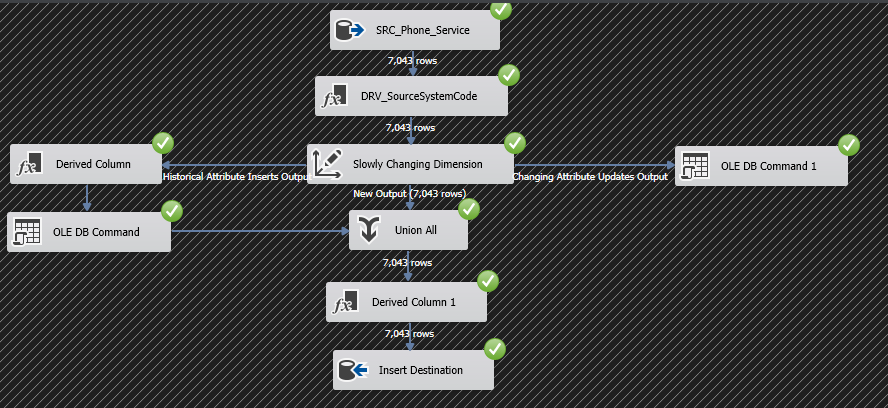 SRC_Phone_Service
7,043 rows
DRV_SourceSystemCode
7,043 rows
Derived Column
Historical Attribute Inserts Output
Slowly Changing Dimension
Changing Attribute Updates Output
OLE DB Command 1
New Output (7,043 rows)
OLE DB Command
Union All
7,043 rows
Derived Column 1
7,043 rows
Insert Destination